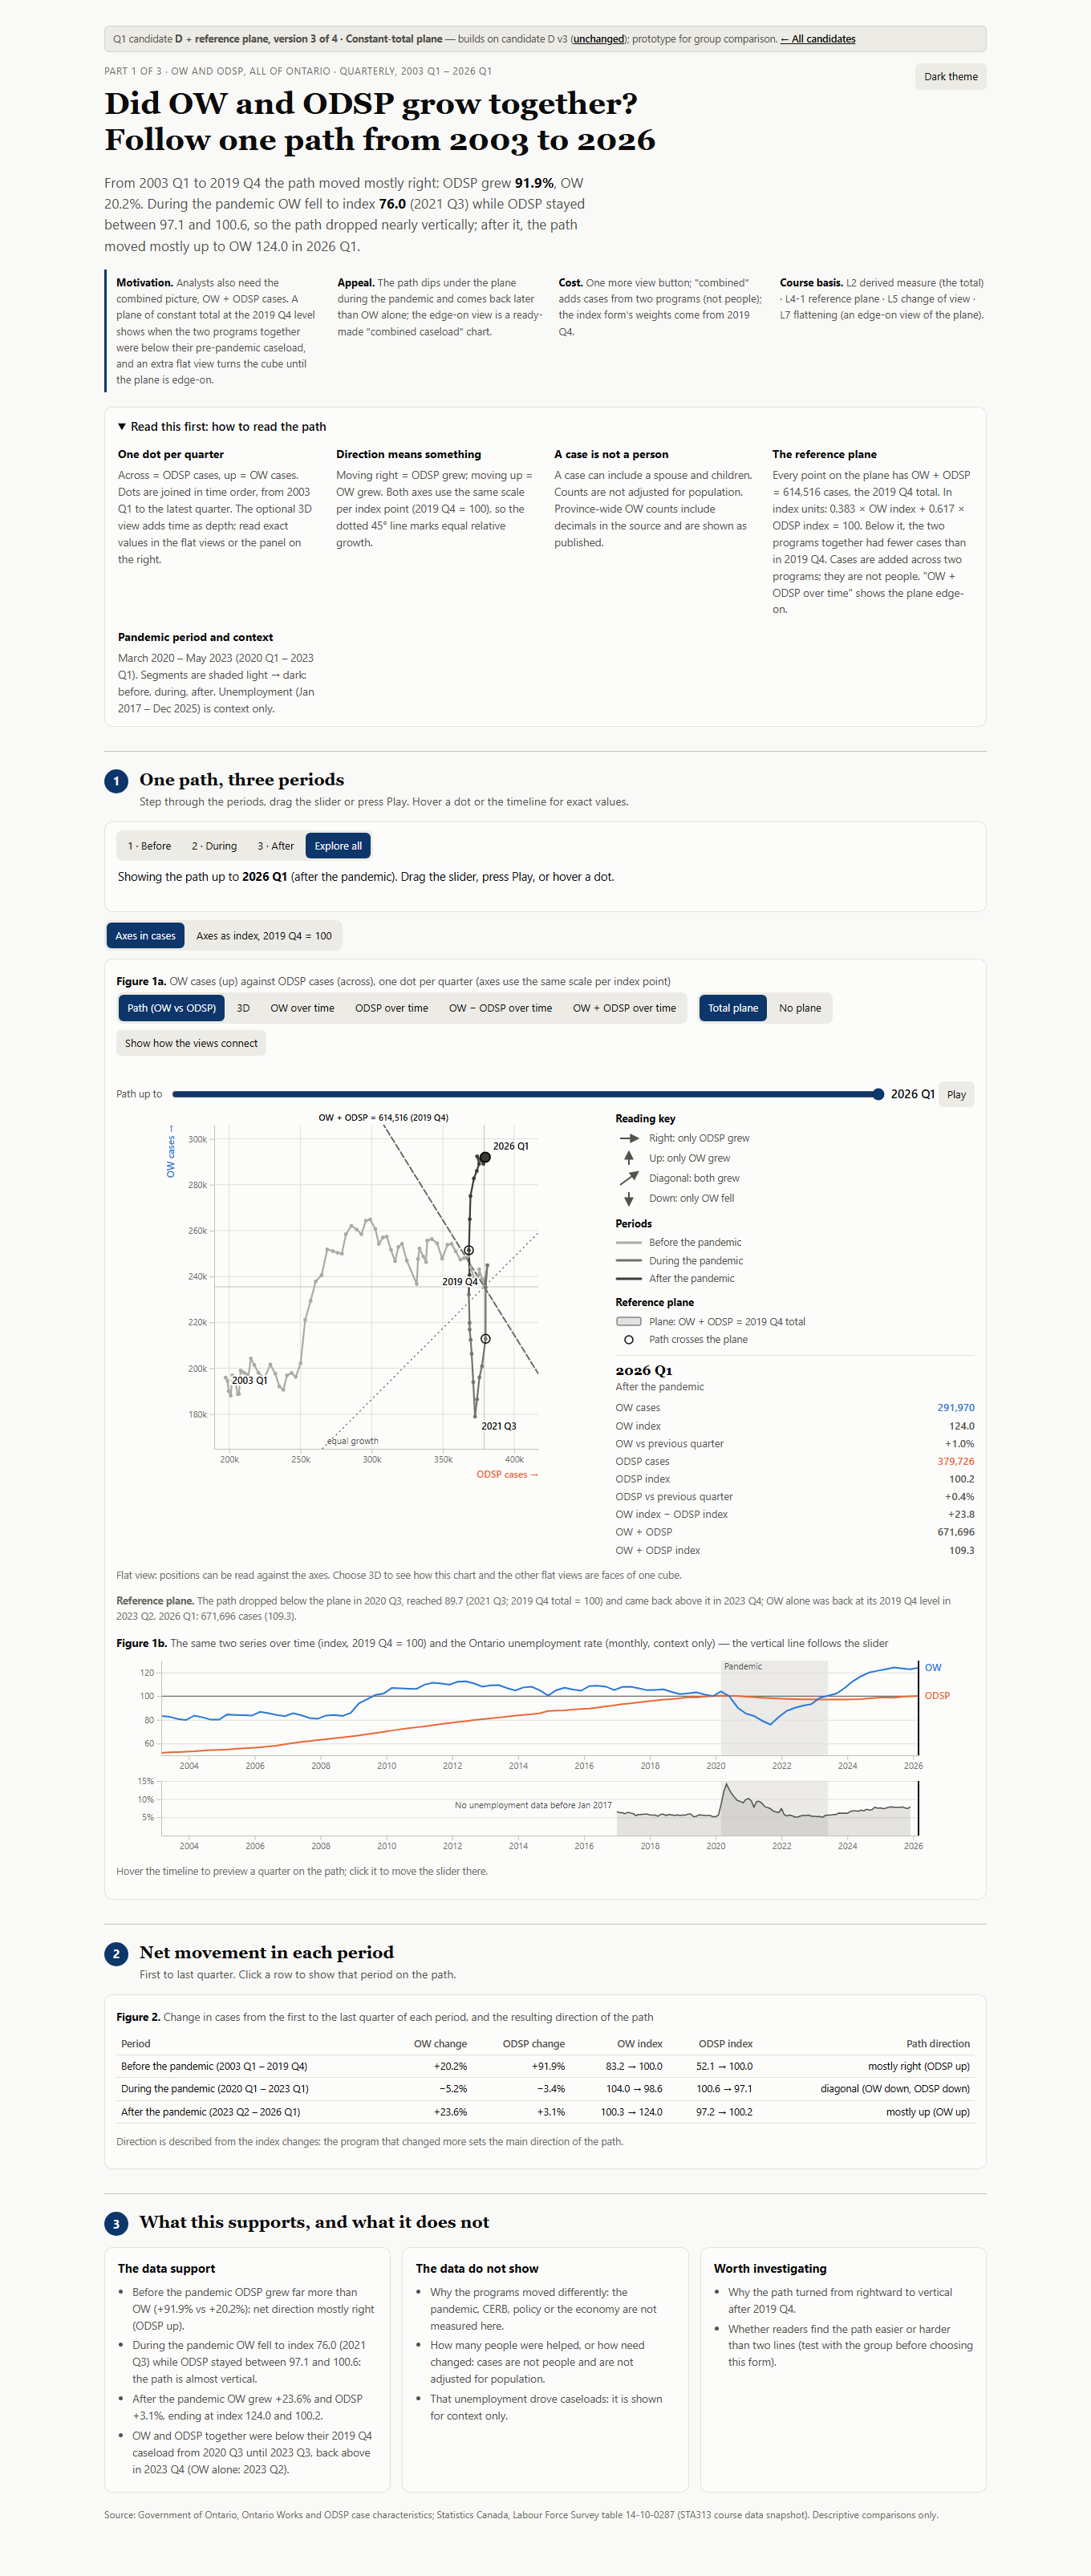 Q1 candidate D + reference plane, version 3 of 4 · Constant-total plane — builds on candidate D v3 (unchanged); prototype for group comparison. ← All candidates
PART 1 OF 3 · OW AND ODSP, ALL OF ONTARIO · QUARTERLY, 2003 Q1 – 2026 Q1
Dark theme
Did OW and ODSP grow together?
Follow one path from 2003 to 2026
From 2003 Q1 to 2019 Q4 the path moved mostly right: ODSP grew 91.9%, OW
20.2%. During the pandemic OW fell to index 76.0 (2021 Q3) while ODSP stayed
between 97.1 and 100.6, so the path dropped nearly vertically; after it, the path
moved mostly up to OW 124.0 in 2026 Q1.
Motivation. Analysts also need the
combined picture, OW + ODSP cases. A
plane of constant total at the 2019 Q4 level
shows when the two programs together
were below their pre-pandemic caseload,
and an extra flat view turns the cube until
the plane is edge-on.
Appeal. The path dips under the plane
during the pandemic and comes back later
than OW alone; the edge-on view is a ready-
made "combined caseload" chart.
Cost. One more view button; "combined"
adds cases from two programs (not people);
the index form's weights come from 2019
Q4.
Course basis. L2 derived measure (the total)
· L4-1 reference plane · L5 change of view ·
L7 flattening (an edge-on view of the plane).
▼ Read this first: how to read the path
One dot per quarter
Across = ODSP cases, up = OW cases.
Dots are joined in time order, from 2003
Q1 to the latest quarter. The optional 3D
view adds time as depth; read exact
values in the flat views or the panel on
the right.
Direction means something
Moving right = ODSP grew; moving up =
OW grew. Both axes use the same scale
per index point (2019 Q4 = 100), so the
dotted 45° line marks equal relative
growth.
A case is not a person
A case can include a spouse and children.
Counts are not adjusted for population.
Province-wide OW counts include
decimals in the source and are shown as
published.
The reference plane
Every point on the plane has OW + ODSP
= 614,516 cases, the 2019 Q4 total. In
index units: 0.383 × OW index + 0.617 ×
ODSP index = 100. Below it, the two
programs together had fewer cases than
in 2019 Q4. Cases are added across two
programs; they are not people. "OW +
ODSP over time" shows the plane edge-
on.
Pandemic period and context
March 2020 – May 2023 (2020 Q1 – 2023
Q1). Segments are shaded light → dark:
before, during, after. Unemployment (Jan
2017 – Dec 2025) is context only.
1 One path, three periods
Step through the periods, drag the slider or press Play. Hover a dot or the timeline for exact values.
1 · Before 2 · During 3 · After Explore all
Showing the path up to 2026 Q1 (after the pandemic). Drag the slider, press Play, or hover a dot.
Axes in cases Axes as index, 2019 Q4 = 100
Figure 1a. OW cases (up) against ODSP cases (across), one dot per quarter (axes use the same scale per index point)
Path (OW vs ODSP) 3D OW over time ODSP over time OW − ODSP over time OW + ODSP over time Total plane No plane
Show how the views connect
Path up to 2026 Q1 Play
OW + ODSP = 614,516 (2019 Q4)
OW cases →
300k
280k
260k
240k
220k
200k
180k
2026 Q1
2019 Q4
2003 Q1
2021 Q3
equal growth
200k 250k 300k 350k 400k
ODSP cases →
Reading key
Right: only ODSP grew
Up: only OW grew
Diagonal: both grew
Down: only OW fell
Periods
Before the pandemic
During the pandemic
After the pandemic
Reference plane
Plane: OW + ODSP = 2019 Q4 total
Path crosses the plane
2026 Q1
After the pandemic
OW cases 291,970
OW index 124.0
OW vs previous quarter +1.0%
ODSP cases 379,726
ODSP index 100.2
ODSP vs previous quarter +0.4%
OW index − ODSP index +23.8
OW + ODSP 671,696
OW + ODSP index 109.3
Flat view: positions can be read against the axes. Choose 3D to see how this chart and the other flat views are faces of one cube.
Reference plane. The path dropped below the plane in 2020 Q3, reached 89.7 (2021 Q3; 2019 Q4 total = 100) and came back above it in 2023 Q4; OW alone was back at its 2019 Q4 level in
2023 Q2. 2026 Q1: 671,696 cases (109.3).
Figure 1b. The same two series over time (index, 2019 Q4 = 100) and the Ontario unemployment rate (monthly, context only) — the vertical line follows the slider
120
100
80
60
Pandemic
OW
ODSP
2004 2006 2008 2010 2012 2014 2016 2018 2020 2022 2024 2026
15%
10%
5%
No unemployment data before Jan 2017
2004 2006 2008 2010 2012 2014 2016 2018 2020 2022 2024 2026
Hover the timeline to preview a quarter on the path; click it to move the slider there.
2 Net movement in each period
First to last quarter. Click a row to show that period on the path.
Figure 2. Change in cases from the first to the last quarter of each period, and the resulting direction of the path
Period OW change ODSP change OW index ODSP index Path direction
Before the pandemic (2003 Q1 – 2019 Q4) +20.2% +91.9% 83.2 → 100.0 52.1 → 100.0 mostly right (ODSP up)
During the pandemic (2020 Q1 – 2023 Q1) −5.2% −3.4% 104.0 → 98.6 100.6 → 97.1 diagonal (OW down, ODSP down)
After the pandemic (2023 Q2 – 2026 Q1) +23.6% +3.1% 100.3 → 124.0 97.2 → 100.2 mostly up (OW up)
Direction is described from the index changes: the program that changed more sets the main direction of the path.
3 What this supports, and what it does not
The data support
• Before the pandemic ODSP grew far more than
OW (+91.9% vs +20.2%): net direction mostly right
(ODSP up).
• During the pandemic OW fell to index 76.0 (2021
Q3) while ODSP stayed between 97.1 and 100.6:
the path is almost vertical.
• After the pandemic OW grew +23.6% and ODSP
+3.1%, ending at index 124.0 and 100.2.
• OW and ODSP together were below their 2019 Q4
caseload from 2020 Q3 until 2023 Q3, back above
in 2023 Q4 (OW alone: 2023 Q2).
The data do not show
• Why the programs moved differently: the
pandemic, CERB, policy or the economy are not
measured here.
• How many people were helped, or how need
changed: cases are not people and are not
adjusted for population.
• That unemployment drove caseloads: it is shown
for context only.
Worth investigating
• Why the path turned from rightward to vertical
after 2019 Q4.
• Whether readers find the path easier or harder
than two lines (test with the group before choosing
this form).
Source: Government of Ontario, Ontario Works and ODSP case characteristics; Statistics Canada, Labour Force Survey table 14-10-0287 (STA313 course data snapshot). Descriptive comparisons only.